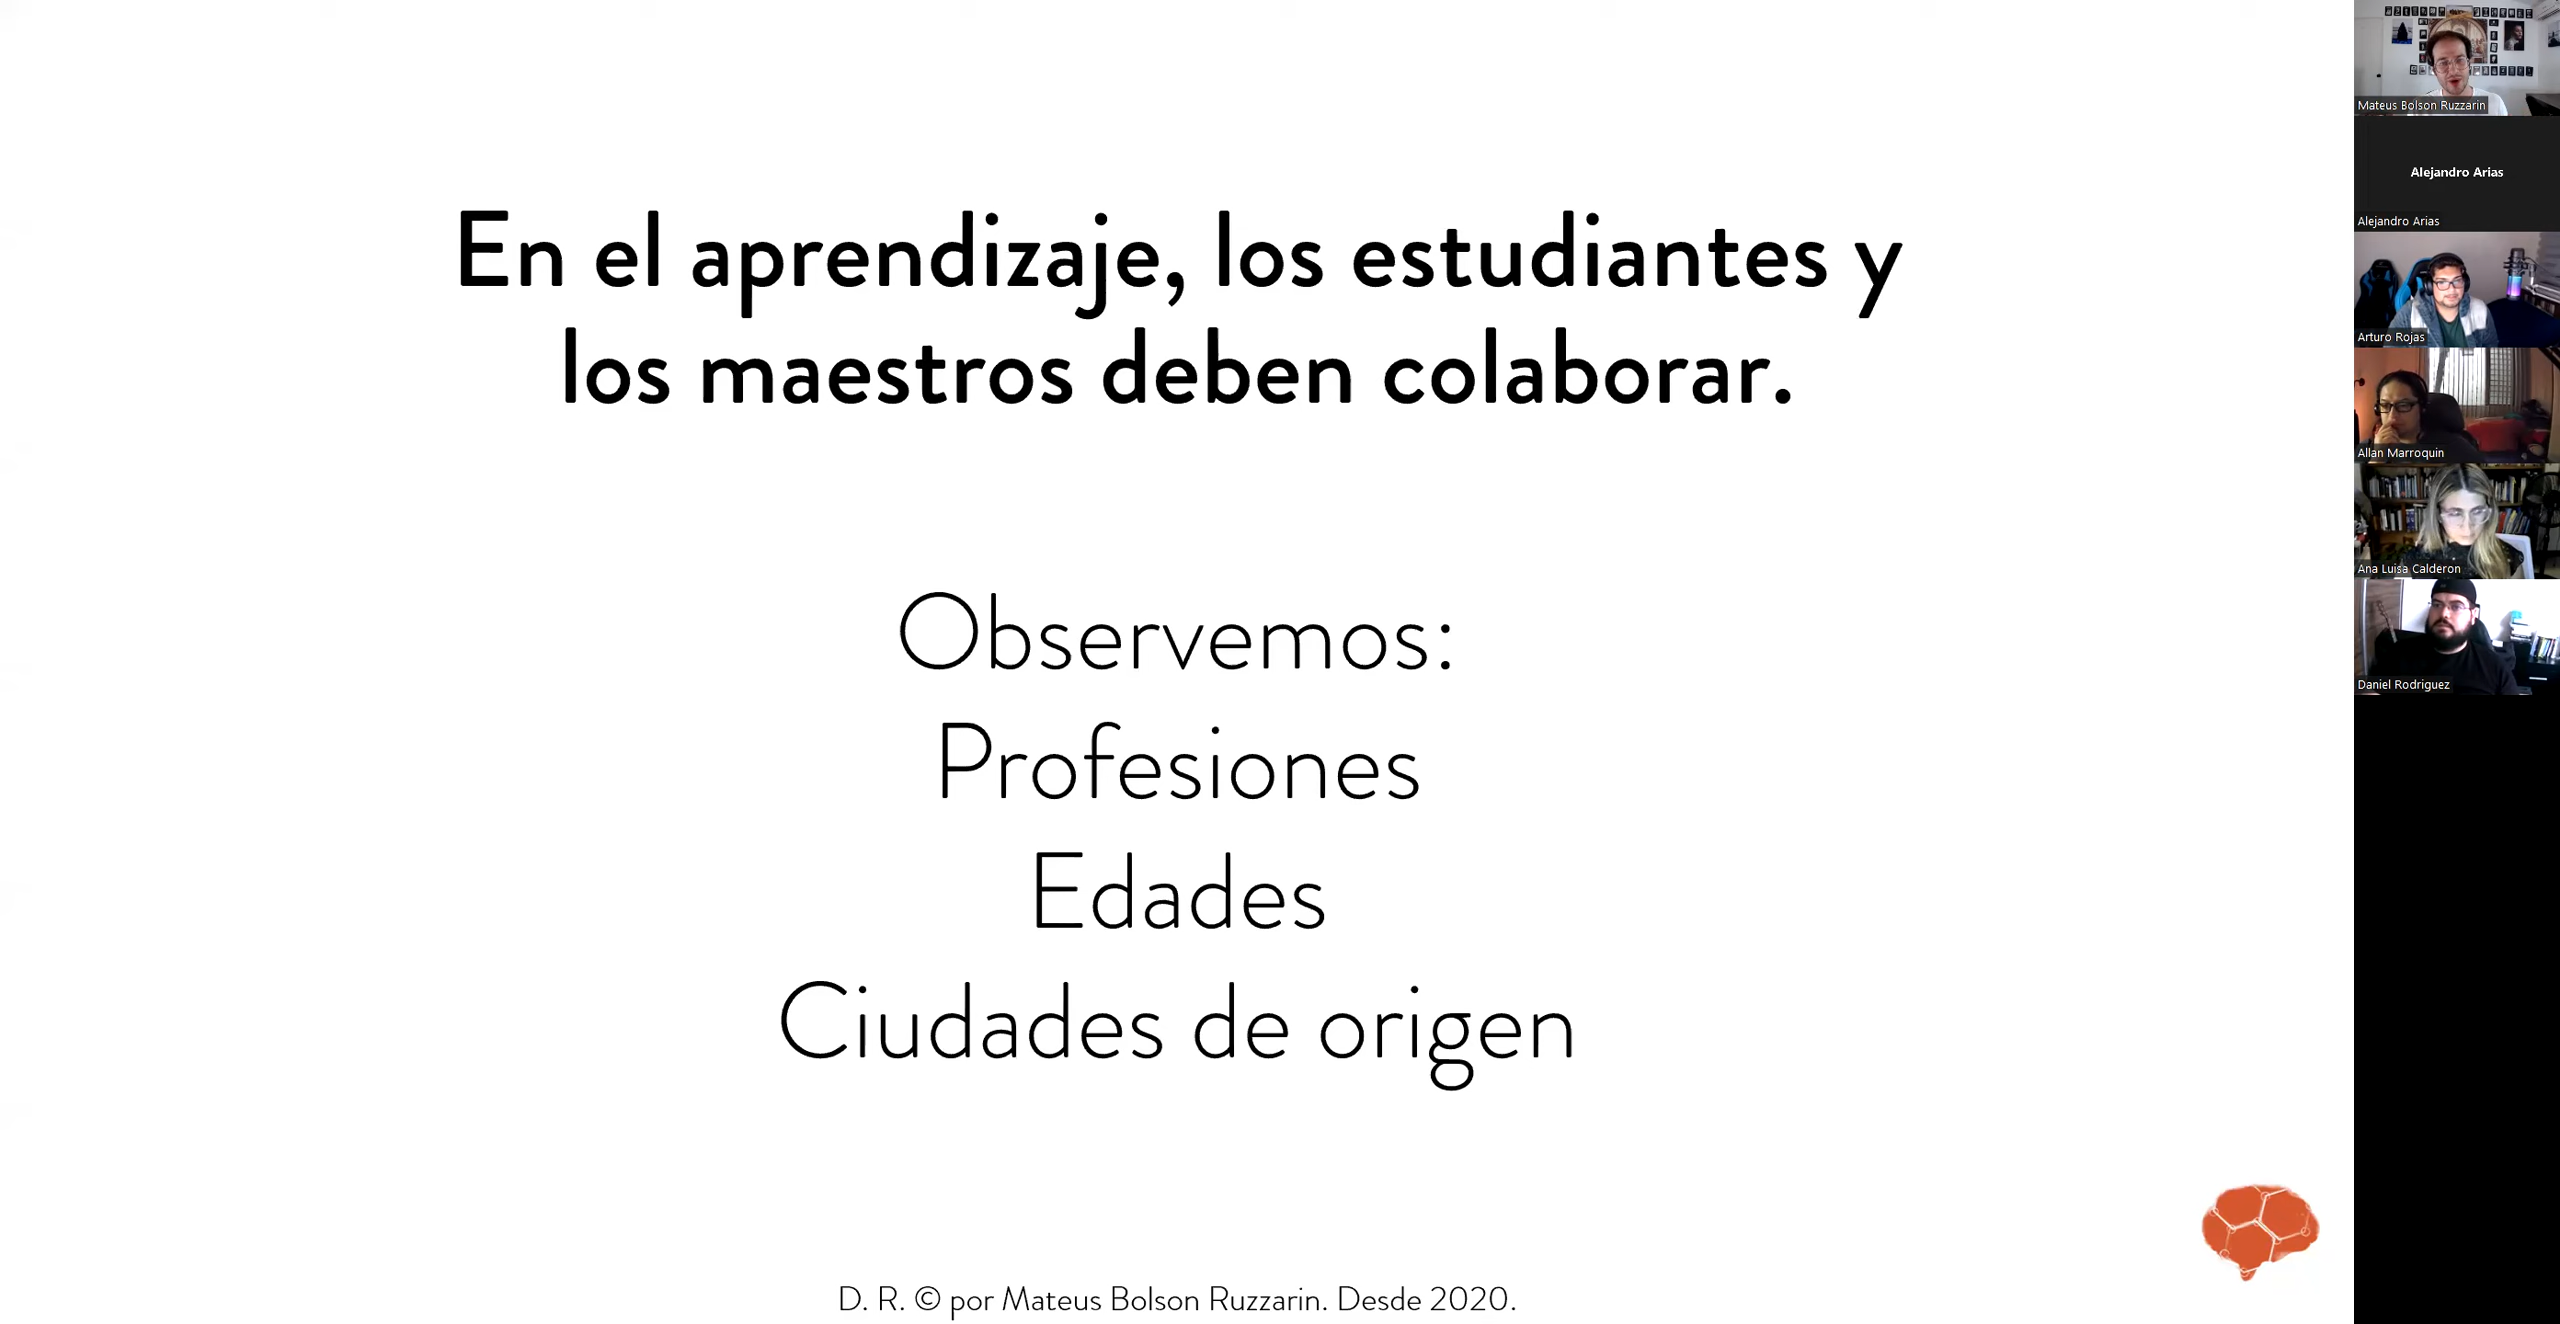 En el aprendizaje, los estudiantes y
los maestros deben colaborar.
Observemos:
Profesiones
Edades
Ciudades de origen
D. R. © por Mateus Bolson Ruzzarin. Desde 2020.
Mateus Bolson Ruzzarin
Alejandro Arias
Alejandro Arias
Arturo Rojas
Allan Marroquin
Ana Luisa Calderon
Daniel Rodriguez